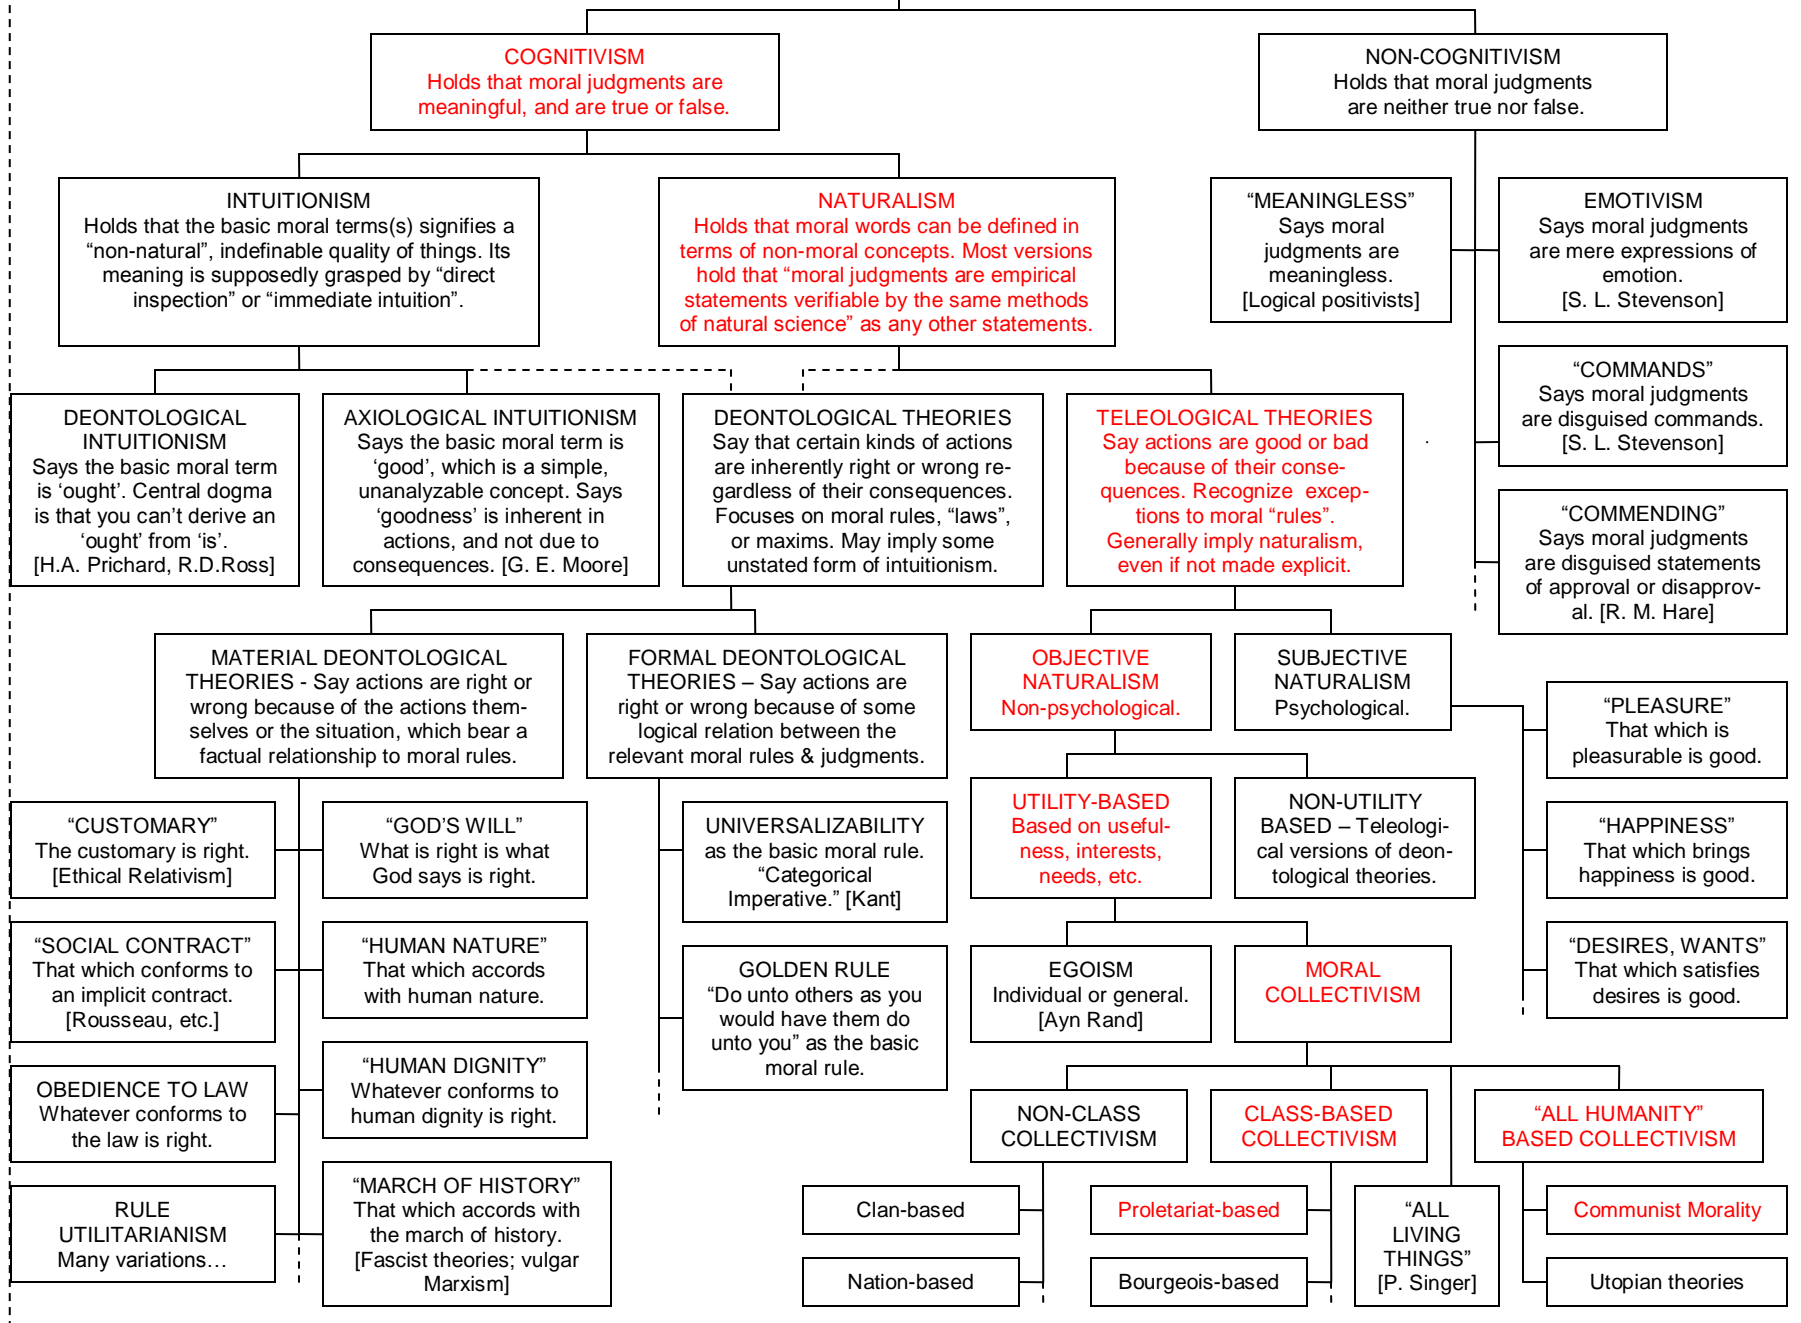 COGNITIVISM
Holds that moral judgments are
meaningful, and are true or false.
NON-COGNITIVISM
Holds that moral judgments
are neither true nor false.
INTUITIONISM
Holds that the basic moral terms(s) signifies a
“non-natural”, indefinable quality of things. Its
meaning is supposedly grasped by “direct
inspection” or “immediate intuition”.
NATURALISM
Holds that moral words can be defined in
terms of non-moral concepts. Most versions
hold that “moral judgments are empirical
statements verifiable by the same methods
of natural science” as any other statements.
“MEANINGLESS”
Says moral
judgments are
meaningless.
[Logical positivists]
EMOTIVISM
Says moral judgments
are mere expressions of
emotion.
[S. L. Stevenson]
“COMMANDS”
Says moral judgments
are disguised commands.
[S. L. Stevenson]
“COMMENDING”
Says moral judgments
are disguised statements
of approval or disapprov-
al. [R. M. Hare]
DEONTOLOGICAL
INTUITIONISM
Says the basic moral term
is ‘ought’. Central dogma
is that you can’t derive an
‘ought’ from ‘is’.
[H.A. Prichard, R.D.Ross]
AXIOLOGICAL INTUITIONISM
Says the basic moral term is
‘good’, which is a simple,
unanalyzable concept. Says
‘goodness’ is inherent in
actions, and not due to
consequences. [G. E. Moore]
DEONTOLOGICAL THEORIES
Say that certain kinds of actions
are inherently right or wrong re-
gardless of their consequences.
Focuses on moral rules, “laws”,
or maxims. May imply some
unstated form of intuitionism.
TELEOLOGICAL THEORIES
Say actions are good or bad
because of their conse-
quences. Recognize excep-
tions to moral “rules”.
Generally imply naturalism,
even if not made explicit.
MATERIAL DEONTOLOGICAL
THEORIES - Say actions are right or
wrong because of the actions them-
selves or the situation, which bear a
factual relationship to moral rules.
FORMAL DEONTOLOGICAL
THEORIES – Say actions are
right or wrong because of some
logical relation between the
relevant moral rules & judgments.
OBJECTIVE
NATURALISM
Non-psychological.
SUBJECTIVE
NATURALISM
Psychological.
“PLEASURE”
That which is
pleasurable is good.
“HAPPINESS”
That which brings
happiness is good.
“DESIRES, WANTS”
That which satisfies
desires is good.
“CUSTOMARY”
The customary is right.
[Ethical Relativism]
“GOD’S WILL”
What is right is what
God says is right.
UNIVERSALIZABILITY
as the basic moral rule.
“Categorical
Imperative.” [Kant]
UTILITY-BASED
Based on useful-
ness, interests,
needs, etc.
NON-UTILITY
BASED – Teleologi-
cal versions of deon-
tological theories.
“SOCIAL CONTRACT”
That which conforms to
an implicit contract.
[Rousseau, etc.]
“HUMAN NATURE”
That which accords
with human nature.
GOLDEN RULE
“Do unto others as you
would have them do
unto you” as the basic
moral rule.
EGOISM
Individual or general.
[Ayn Rand]
MORAL
COLLECTIVISM
OBEDIENCE TO LAW
Whatever conforms to
the law is right.
“HUMAN DIGNITY”
Whatever conforms to
human dignity is right.
NON-CLASS
COLLECTIVISM
CLASS-BASED
COLLECTIVISM
“ALL HUMANITY”
BASED COLLECTIVISM
RULE
UTILITARIANISM
Many variations…
“MARCH OF HISTORY”
That which accords with
the march of history.
[Fascist theories; vulgar
Marxism]
Clan-based
Nation-based
Proletariat-based
Bourgeois-based
“ALL
LIVING
THINGS”
[P. Singer]
Communist Morality
Utopian theories